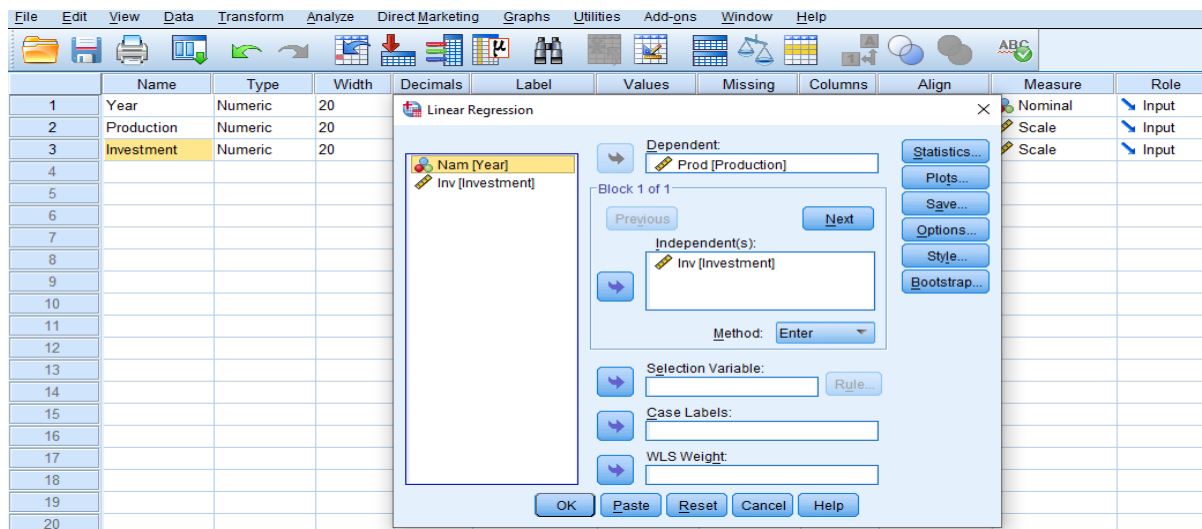 File Edit View Data Transform Analyze Direct Marketing Graphs Utilities Add-ons Window Help
Name Type Width Decimals Label Values Missing Columns Align Measure Role
1 Year Numeric 20 Nominal Input
2 Production Numeric 20 Scale Input
3 Investment Numeric 20 Scale Input
4
5
6
7
8
9
10
11
12
13
14
15
16
17
18
19
20
Linear Regression
Nam [Year]
Inv [Investment]
Dependent:
Prod [Production]
Block 1 of 1
Previous Next
Independent(s):
Inv [Investment]
Method: Enter
Selection Variable:
Rule...
Case Labels:
WLS Weight:
Statistics...
Plots...
Save...
Options...
Style...
Bootstrap...
OK Paste Reset Cancel Help